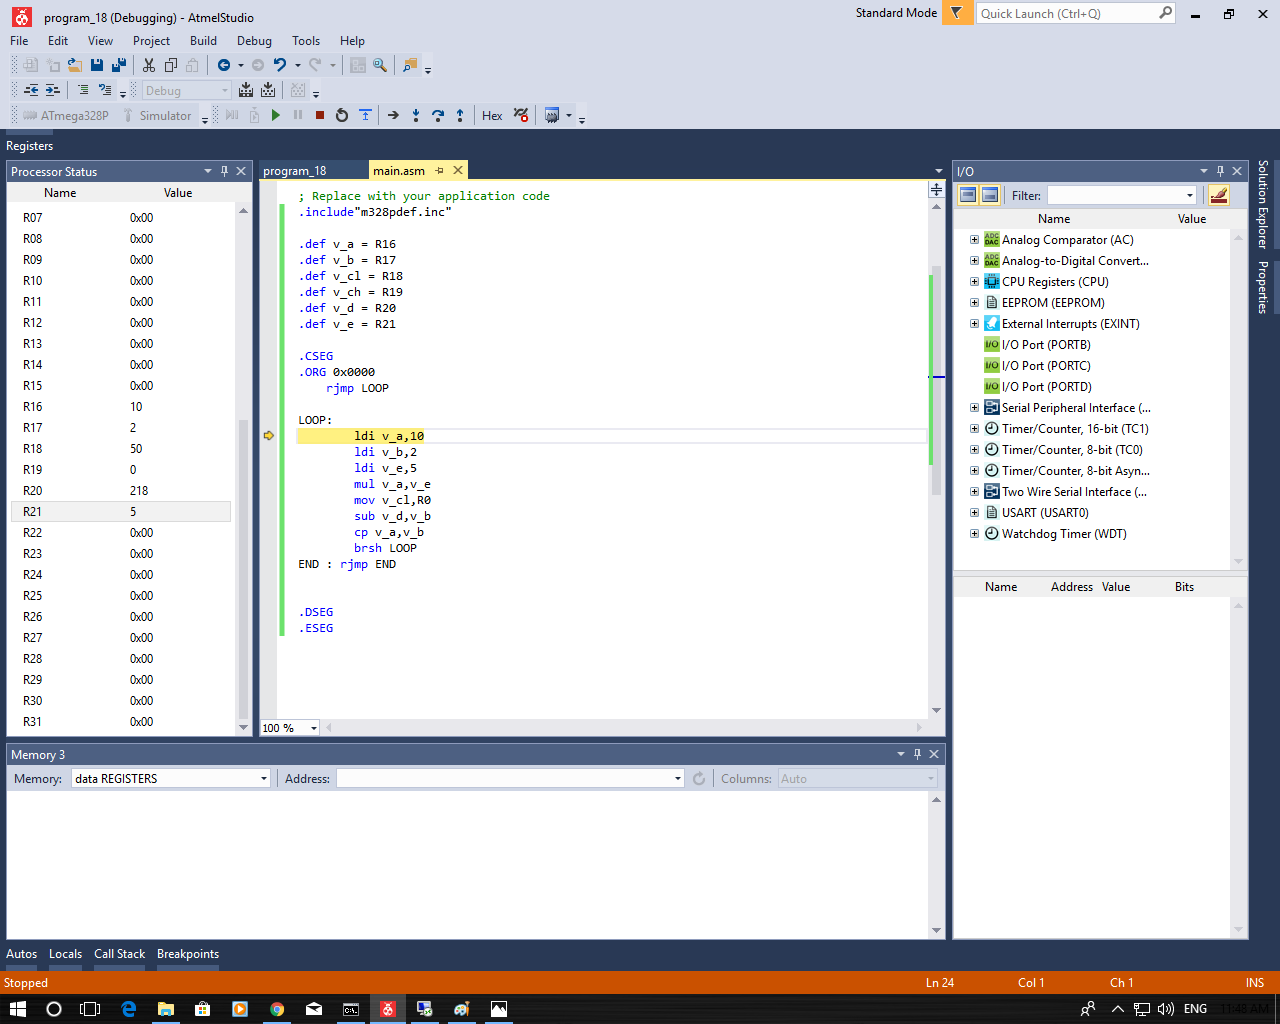 program_18 (Debugging) - AtmelStudio
Standard Mode
Quick Launch (Ctrl+Q)
File Edit View Project Build Debug Tools Help
Debug
ATmega328P Simulator Hex
Registers
Processor Status
Name Value
R07 0x00
R08 0x00
R09 0x00
R10 0x00
R11 0x00
R12 0x00
R13 0x00
R14 0x00
R15 0x00
R16 10
R17 2
R18 50
R19 0
R20 218
R21 5
R22 0x00
R23 0x00
R24 0x00
R25 0x00
R26 0x00
R27 0x00
R28 0x00
R29 0x00
R30 0x00
R31 0x00
program_18 main.asm
; Replace with your application code
.include"m328pdef.inc"
.def v_a = R16
.def v_b = R17
.def v_cl = R18
.def v_ch = R19
.def v_d = R20
.def v_e = R21
.CSEG
.ORG 0x0000
rjmp LOOP
LOOP:
ldi v_a,10
ldi v_b,2
ldi v_e,5
mul v_a,v_e
mov v_cl,R0
sub v_d,v_b
cp v_a,v_b
brsh LOOP
END : rjmp END
.DSEG
.ESEG
100 %
I/O
Filter:
Name Value
Analog Comparator (AC)
Analog-to-Digital Convert...
CPU Registers (CPU)
EEPROM (EEPROM)
External Interrupts (EXINT)
I/O Port (PORTB)
I/O Port (PORTC)
I/O Port (PORTD)
Serial Peripheral Interface (...
Timer/Counter, 16-bit (TC1)
Timer/Counter, 8-bit (TC0)
Timer/Counter, 8-bit Asyn...
Two Wire Serial Interface (...
USART (USART0)
Watchdog Timer (WDT)
Name Address Value Bits
Solution Explorer
Properties
Memory 3
Memory: data REGISTERS Address: Columns: Auto
Autos Locals Call Stack Breakpoints
Stopped Ln 24 Col 1 Ch 1 INS
ENG 11:48 AM